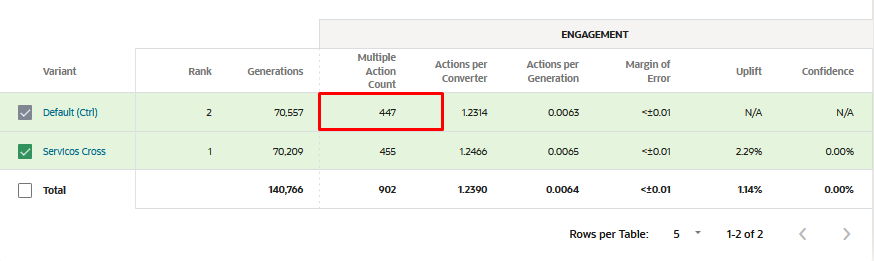 ENGAGEMENT
Variant Rank Generations Multiple Action Count Actions per Converter Actions per Generation Margin of Error Uplift Confidence
Default (Ctrl) 2 70,557 447 1.2314 0.0063 <±0.01 N/A N/A
Servicos Cross 1 70,209 455 1.2466 0.0065 <±0.01 2.29% 0.00%
Total 140,766 902 1.2390 0.0064 <±0.01 1.14% 0.00%
Rows per Table: 5 1-2 of 2